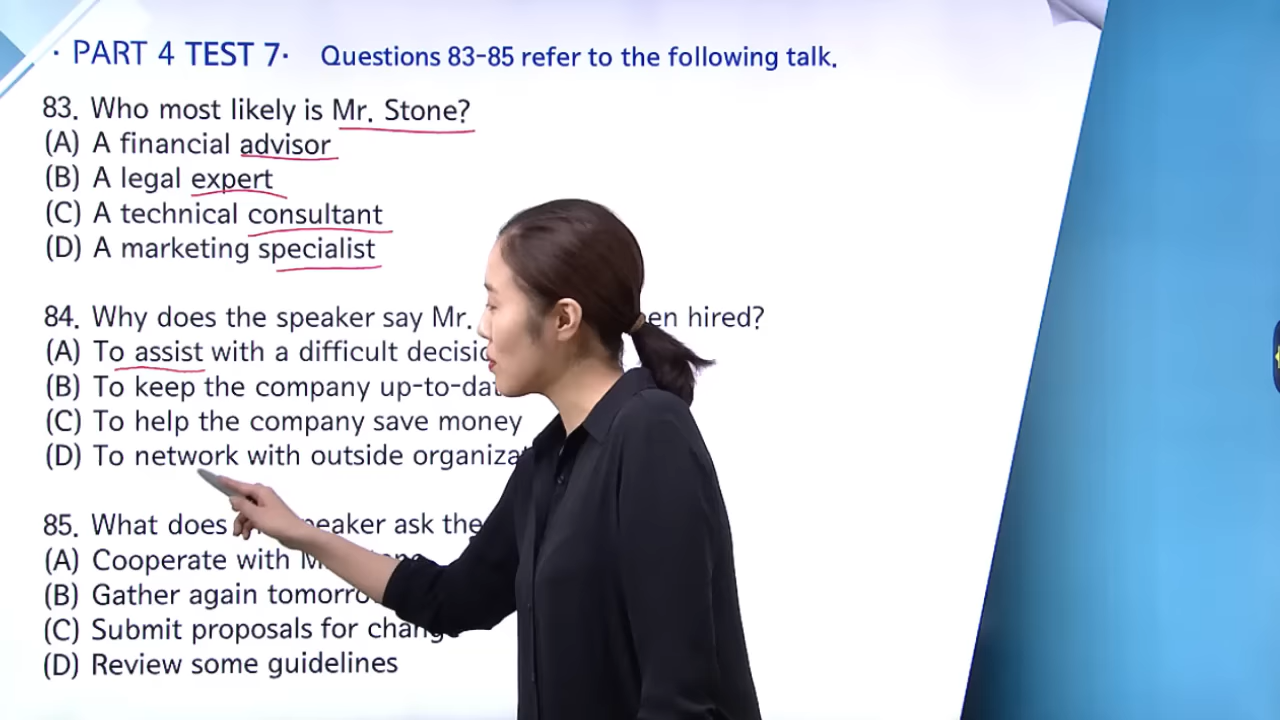 · PART 4 TEST 7· Questions 83-85 refer to the following talk.
83. Who most likely is Mr. Stone?
(A) A financial advisor
(B) A legal expert
(C) A technical consultant
(D) A marketing specialist
84. Why does the speaker say Mr. hired?
(A) To assist with a difficult
(B) To keep the company
(C) To help the company save money
(D) To network with outside
85. What does speaker ask the
(A) Cooperate with
(B) Gather again
(C) Submit proposals for
(D) Review some guidelines